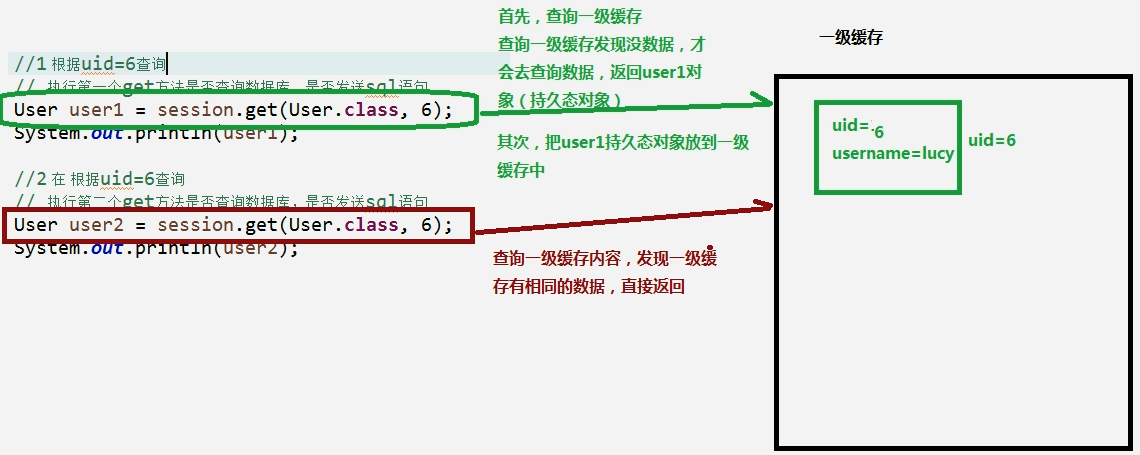 //1 根据uid=6查询
// 执行第一个get方法是否查询数据库，是否发送sql语句
User user1 = session.get(User.class, 6);
System.out.println(user1);
//2 在 根据uid=6查询
// 执行第二个get方法是否查询数据库，是否发送sql语句
User user2 = session.get(User.class, 6);
System.out.println(user2);
首先，查询一级缓存
查询一级缓存发现没数据，才
会去查询数据，返回user1对
象（持久态对象）
其次，把user1持久态对象放到一级
缓存中
查询一级缓存内容，发现一级缓
存有相同的数据，直接返回
一级缓存
uid=6
username=lucy
uid=6